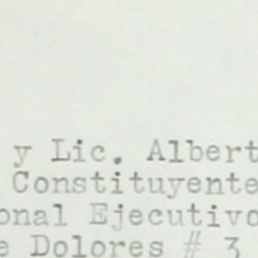 y Lic. Albert
Constituyente
onal Ejecutivo
e Dolores # 3